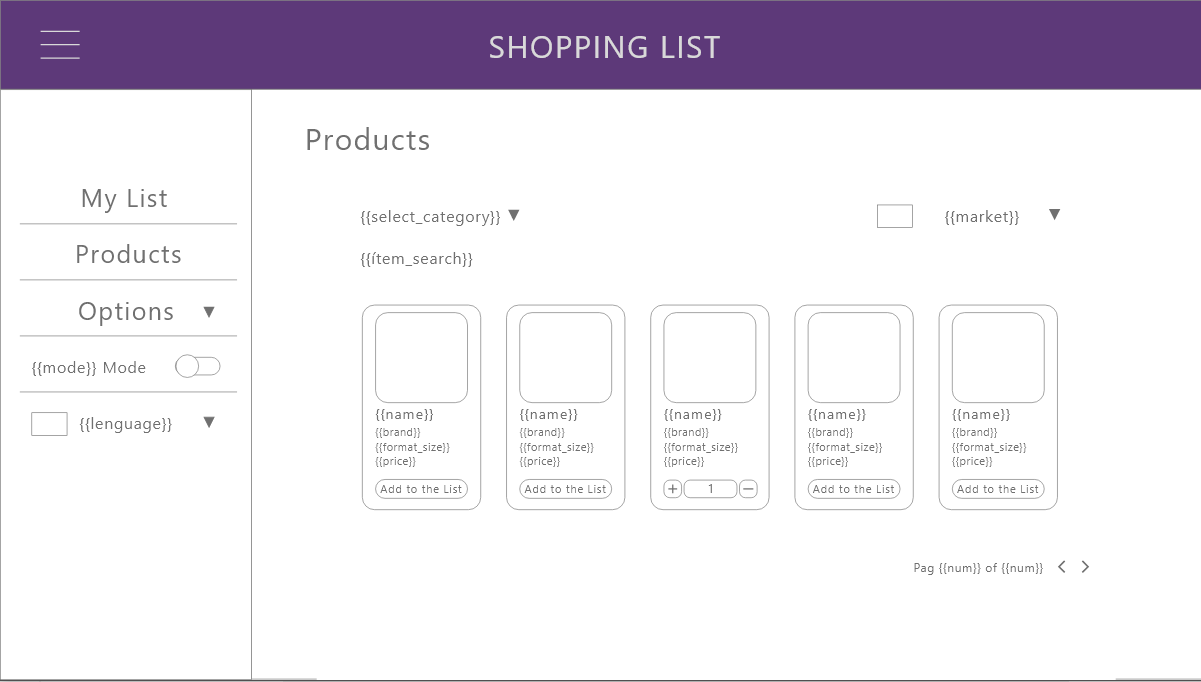 SHOPPING LIST
My List
Products
Options ▼
{{mode}} Mode
{{lenguage}} ▼
Products
{{select_category}} ▼ {{market}} ▼
{{ítem_search}}
{{name}} {{name}} {{name}} {{name}} {{name}}
{{brand}} {{brand}} {{brand}} {{brand}} {{brand}}
{{format_size}} {{format_size}} {{format_size}} {{format_size}} {{format_size}}
{{price}} {{price}} {{price}} {{price}} {{price}}
Add to the List Add to the List + 1 − Add to the List Add to the List
Pag {{num}} of {{num}} < >